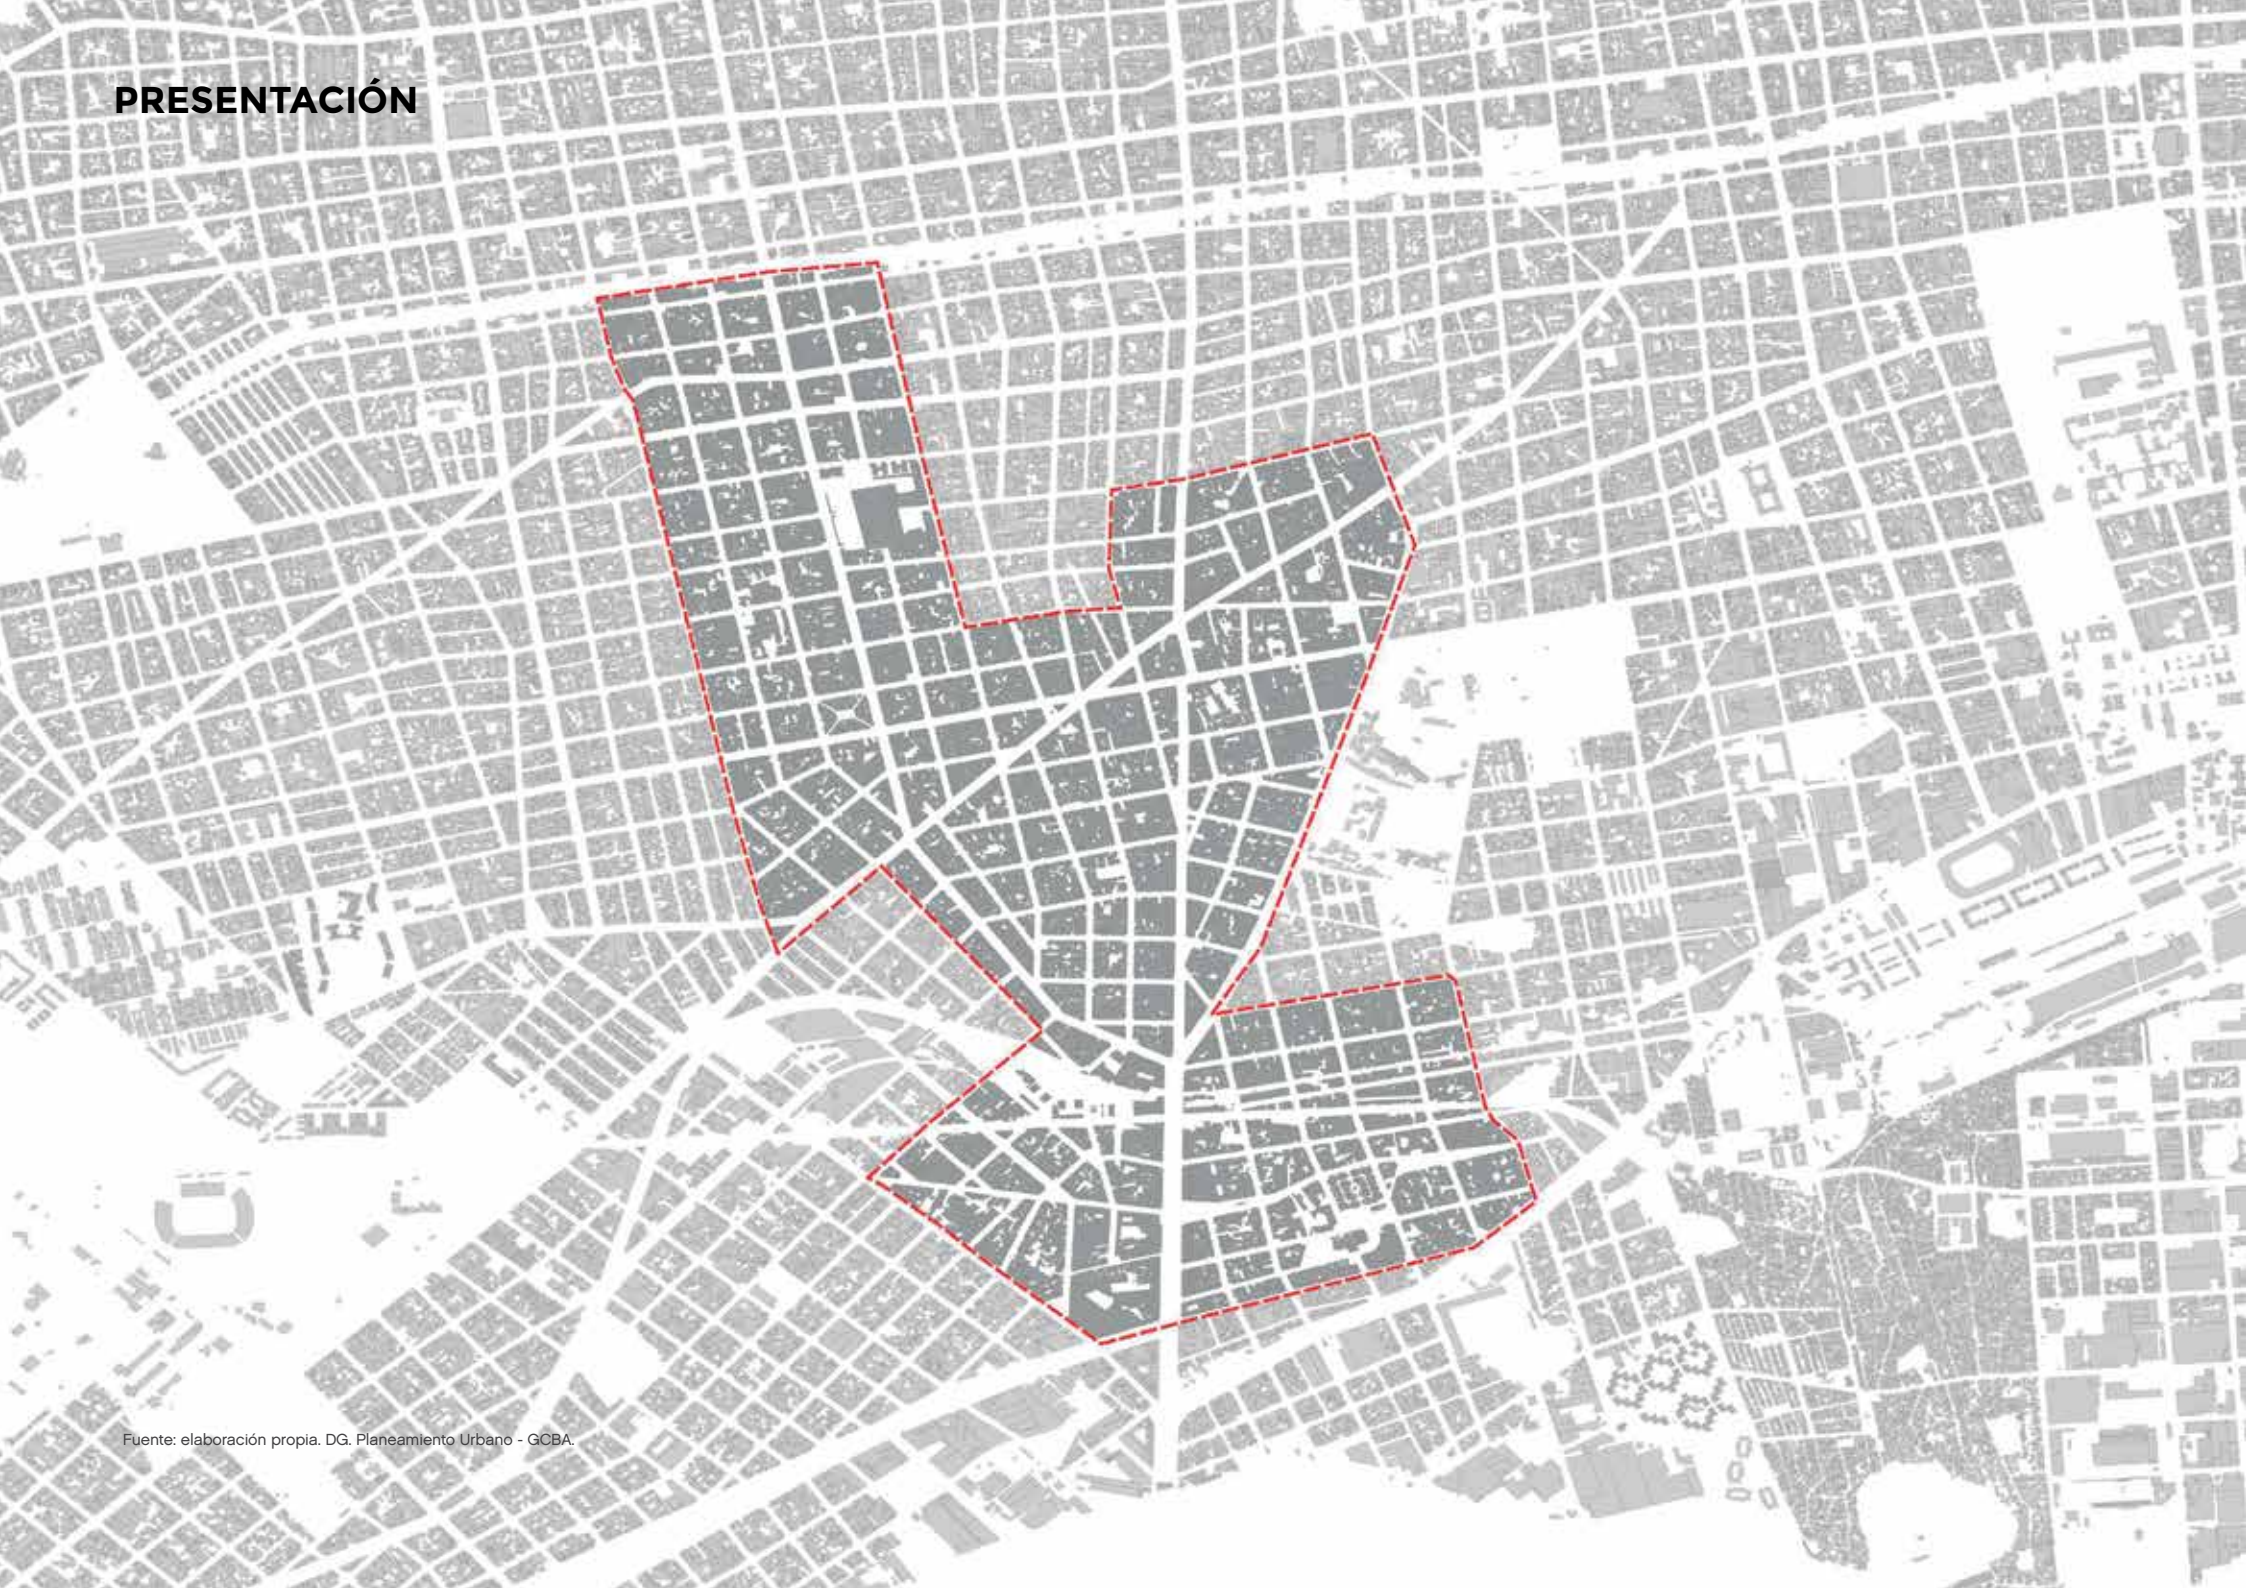 PRESENTACIÓN
Fuente: elaboración propia. DG. Planeamiento Urbano - GCBA.